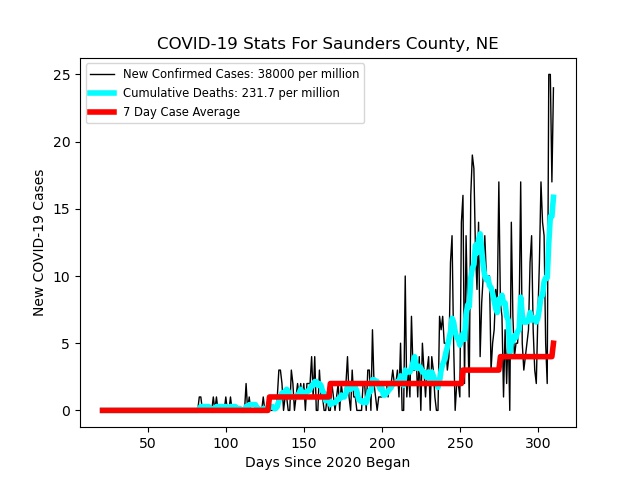 COVID-19 Stats For Saunders County, NE
New Confirmed Cases: 38000 per million
Cumulative Deaths: 231.7 per million
7 Day Case Average
New COVID-19 Cases
25
20
15
10
5
0
50 100 150 200 250 300
Days Since 2020 Began